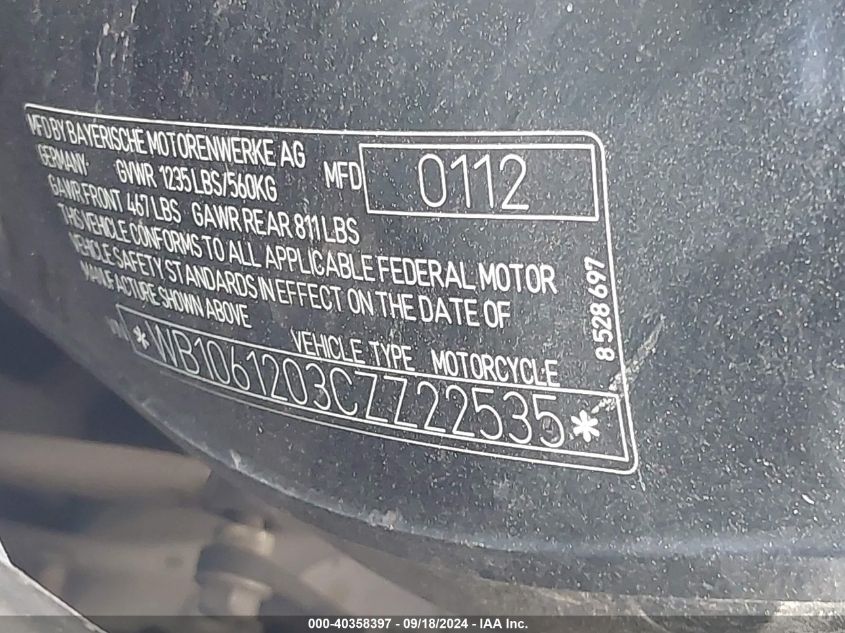 MFD BY BAYERISCHE MOTORENWERKE AG
GERMANY GVWR 1235 LBS/560KG MFD 0112
GAWR FRONT 467 LBS GAWR REAR 811 LBS
THIS VEHICLE CONFORMS TO ALL APPLICABLE FEDERAL MOTOR
VEHICLE SAFETY STANDARDS IN EFFECT ON THE DATE OF
MANUFACTURE SHOWN ABOVE
VEHICLE TYPE MOTORCYCLE
VIN *WB1061203CZZ22535*
8 528 697
000-40358397 - 09/18/2024 - IAA Inc.